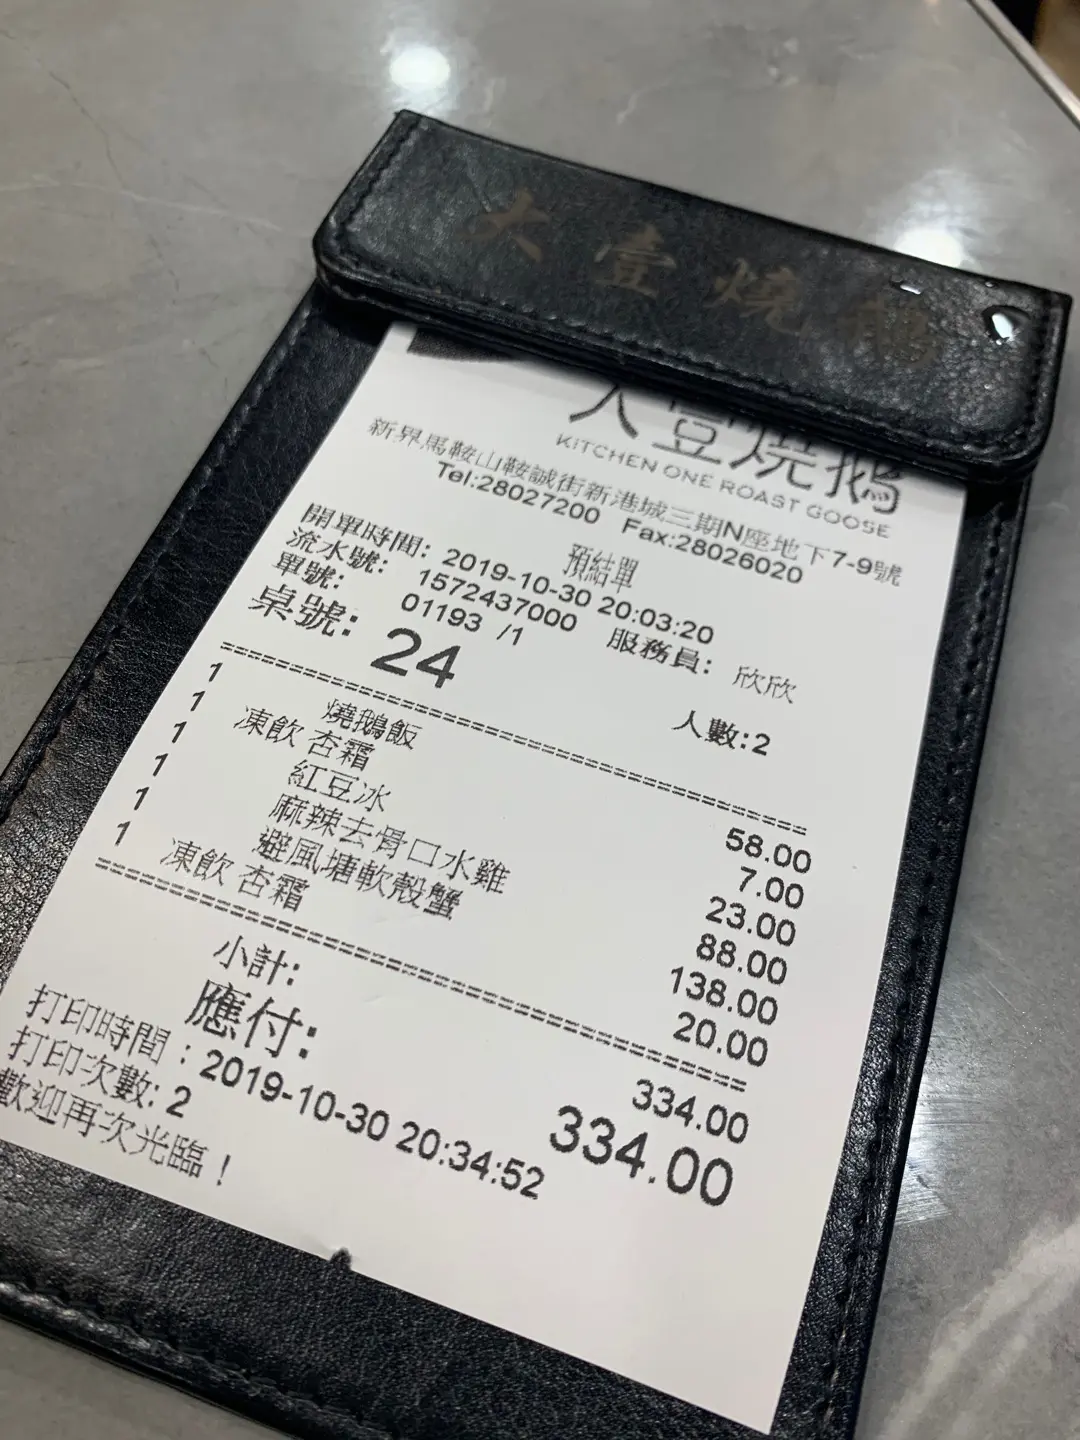 大壹燒鵝
大壹燒鵝
KITCHEN ONE ROAST GOOSE
新界馬鞍山鞍誠街新港城三期N座地下7-9號
Tel:28027200 Fax:28026020
預結單
開單時間: 2019-10-30 20:03:20
流水號: 1572437000 服務員: 欣欣
單號: 01193 /1
桌號: 24 人數:2
1 燒鵝飯 58.00
1 凍飲 杏霜 7.00
1 紅豆冰 23.00
1 麻辣去骨口水雞 88.00
1 避風塘軟殼蟹 138.00
1 凍飲 杏霜 20.00
小計: 334.00
應付: 334.00
打印時間 : 2019-10-30 20:34:52
打印次數: 2
歡迎再次光臨！